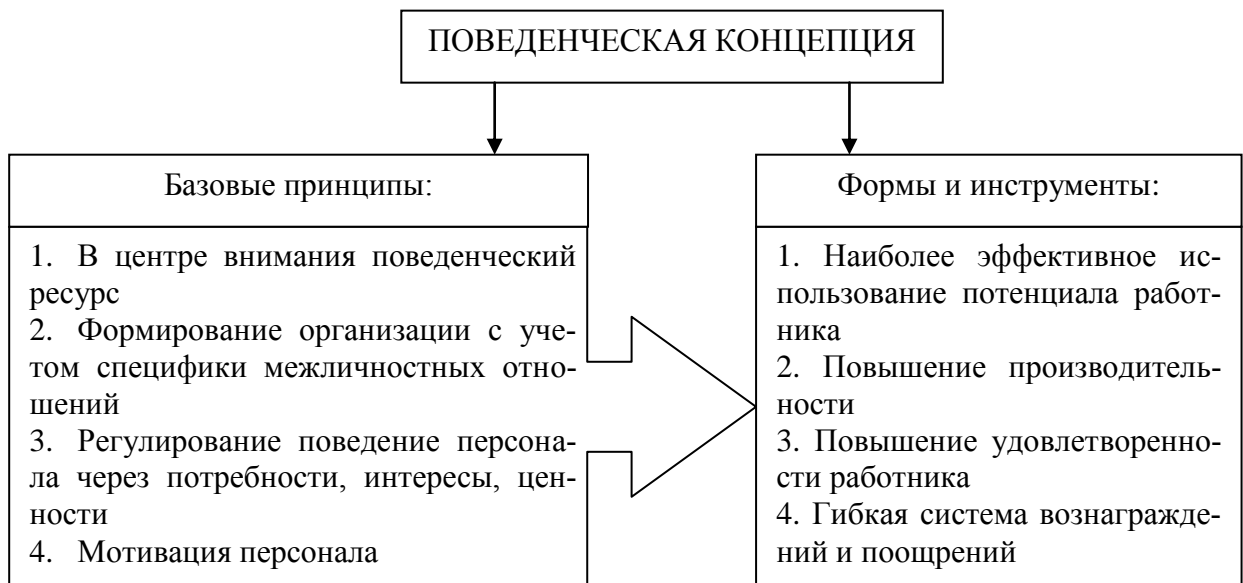 ПОВЕДЕНЧЕСКАЯ КОНЦЕПЦИЯ
Базовые принципы:
1. В центре внимания поведенческий
ресурс
2. Формирование организации с уче-
том специфики межличностных отно-
шений
3. Регулирование поведение персона-
ла через потребности, интересы, цен-
ности
4. Мотивация персонала
Формы и инструменты:
1. Наиболее эффективное ис-
пользование потенциала работ-
ника
2. Повышение производитель-
ности
3. Повышение удовлетворенно-
сти работника
4. Гибкая система вознагражде-
ний и поощрений